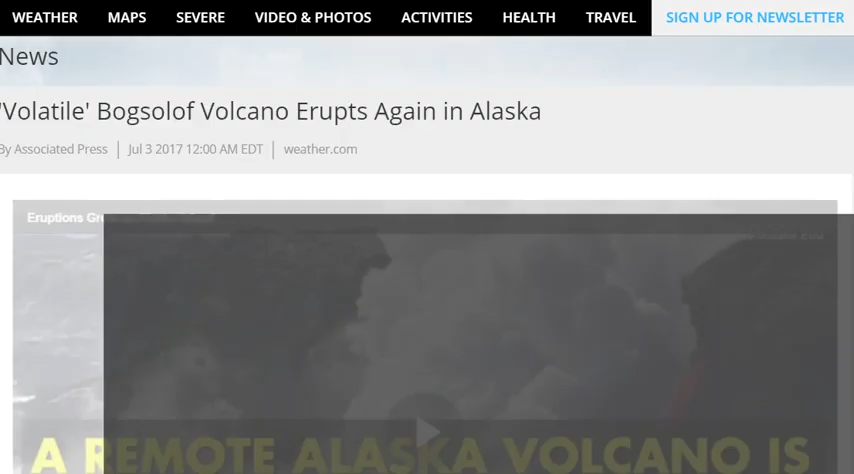 WEATHER MAPS SEVERE VIDEO & PHOTOS ACTIVITIES HEALTH TRAVEL SIGN UP FOR NEWSLETTER
News
'Volatile' Bogsolof Volcano Erupts Again in Alaska
By Associated Press | Jul 3 2017 12:00 AM EDT | weather.com
Eruptions
A REMOTE ALASKA VOLCANO IS